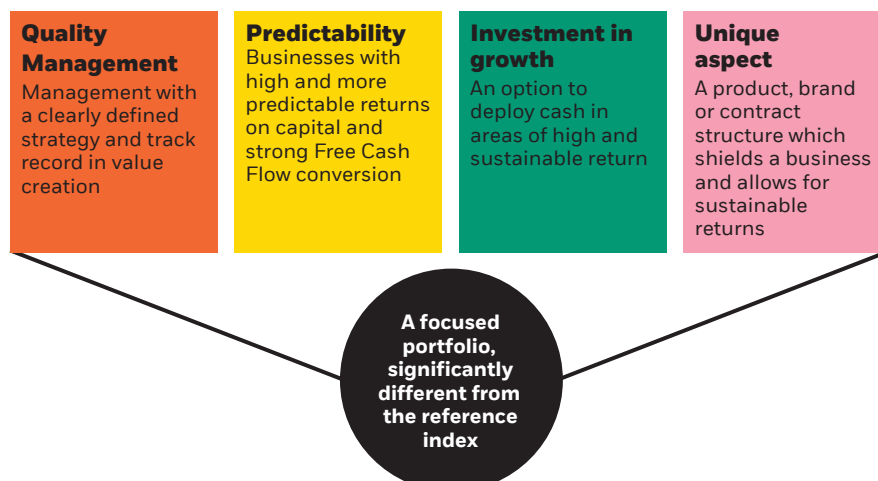 Quality
Management
Management with
a clearly defined
strategy and track
record in value
creation
Predictability
Businesses with
high and more
predictable returns
on capital and
strong Free Cash
Flow conversion
Investment in
growth
An option to
deploy cash in
areas of high and
sustainable return
Unique
aspect
A product, brand
or contract
structure which
shields a business
and allows for
sustainable
returns
A focused
portfolio,
significantly
different from
the reference
index